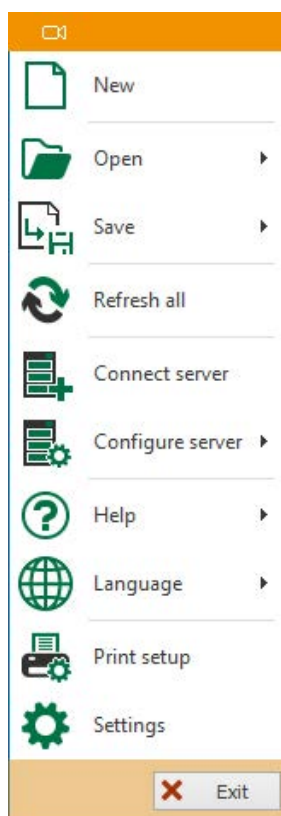 New
Open
Save
Refresh all
Connect server
Configure server
Help
Language
Print setup
Settings
Exit